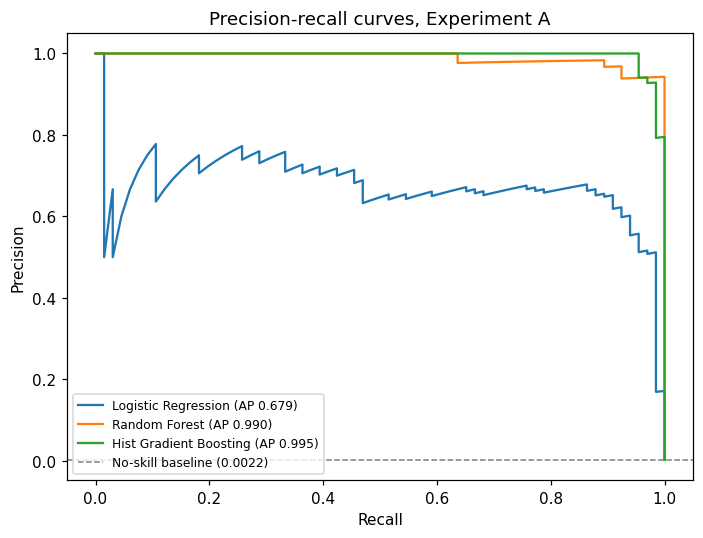 Precision-recall curves, Experiment A
Precision
1.0
0.8
0.6
0.4
0.2
0.0
Logistic Regression (AP 0.679)
Random Forest (AP 0.990)
Hist Gradient Boosting (AP 0.995)
No-skill baseline (0.0022)
0.0 0.2 0.4 0.6 0.8 1.0
Recall